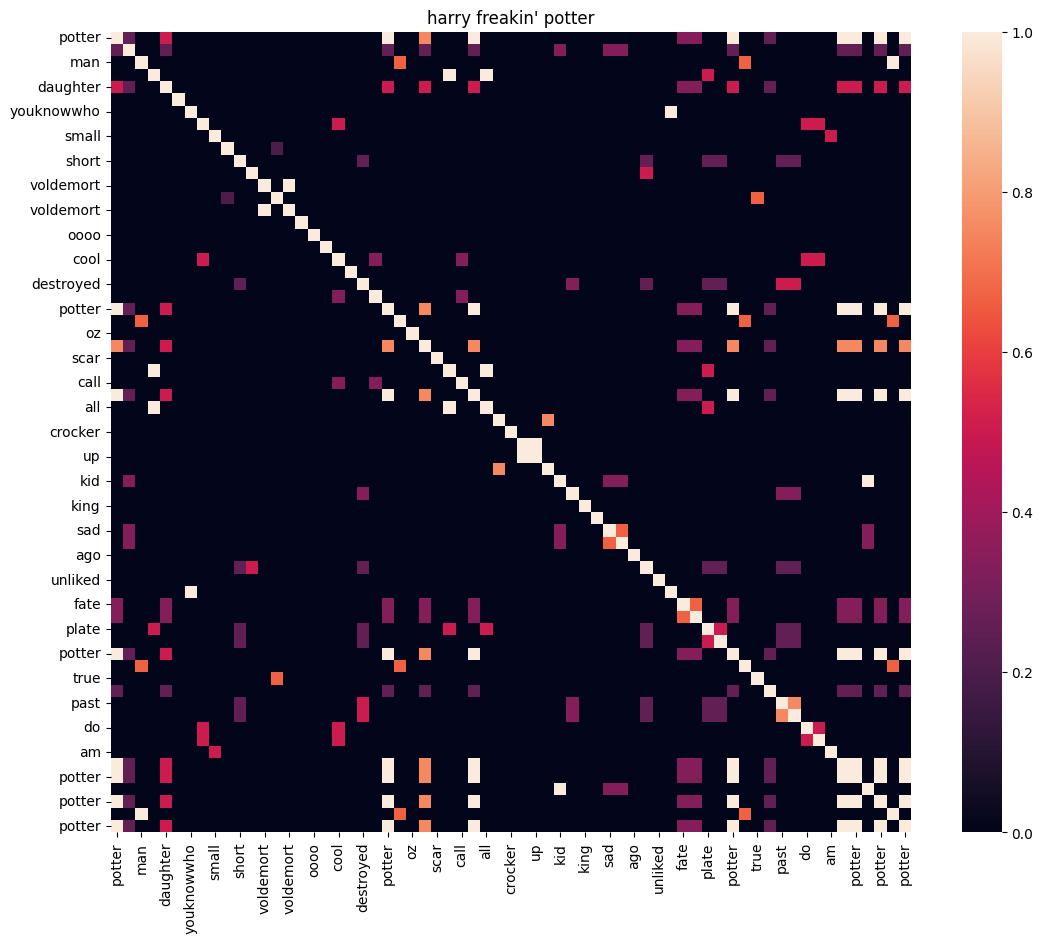 harry freakin' potter
potter
man
daughter
youknowwho
small
short
voldemort
voldemort
oooo
cool
destroyed
potter
oz
scar
call
all
crocker
up
kid
king
sad
ago
unliked
fate
plate
potter
true
past
do
am
potter
potter
potter
1.0
0.8
0.6
0.4
0.2
0.0
potter
man
daughter
youknowwho
small
short
voldemort
voldemort
oooo
cool
destroyed
potter
oz
scar
call
all
crocker
up
kid
king
sad
ago
unliked
fate
plate
potter
true
past
do
am
potter
potter
potter